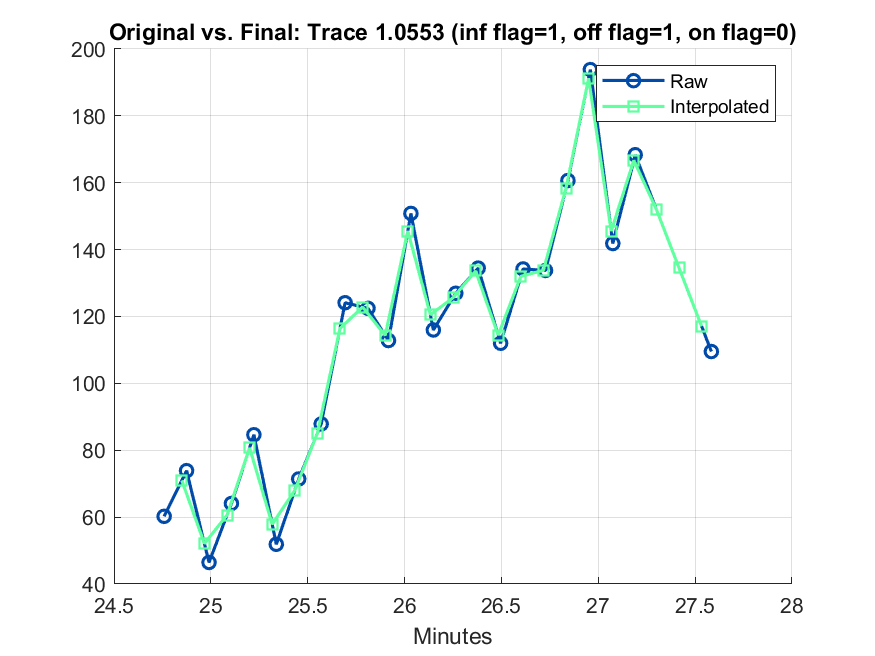 Original vs. Final: Trace 1.0553 (inf flag=1, off flag=1, on flag=0)
200
180
160
140
120
100
80
60
40
Raw
Interpolated
24.5 25 25.5 26 26.5 27 27.5 28
Minutes